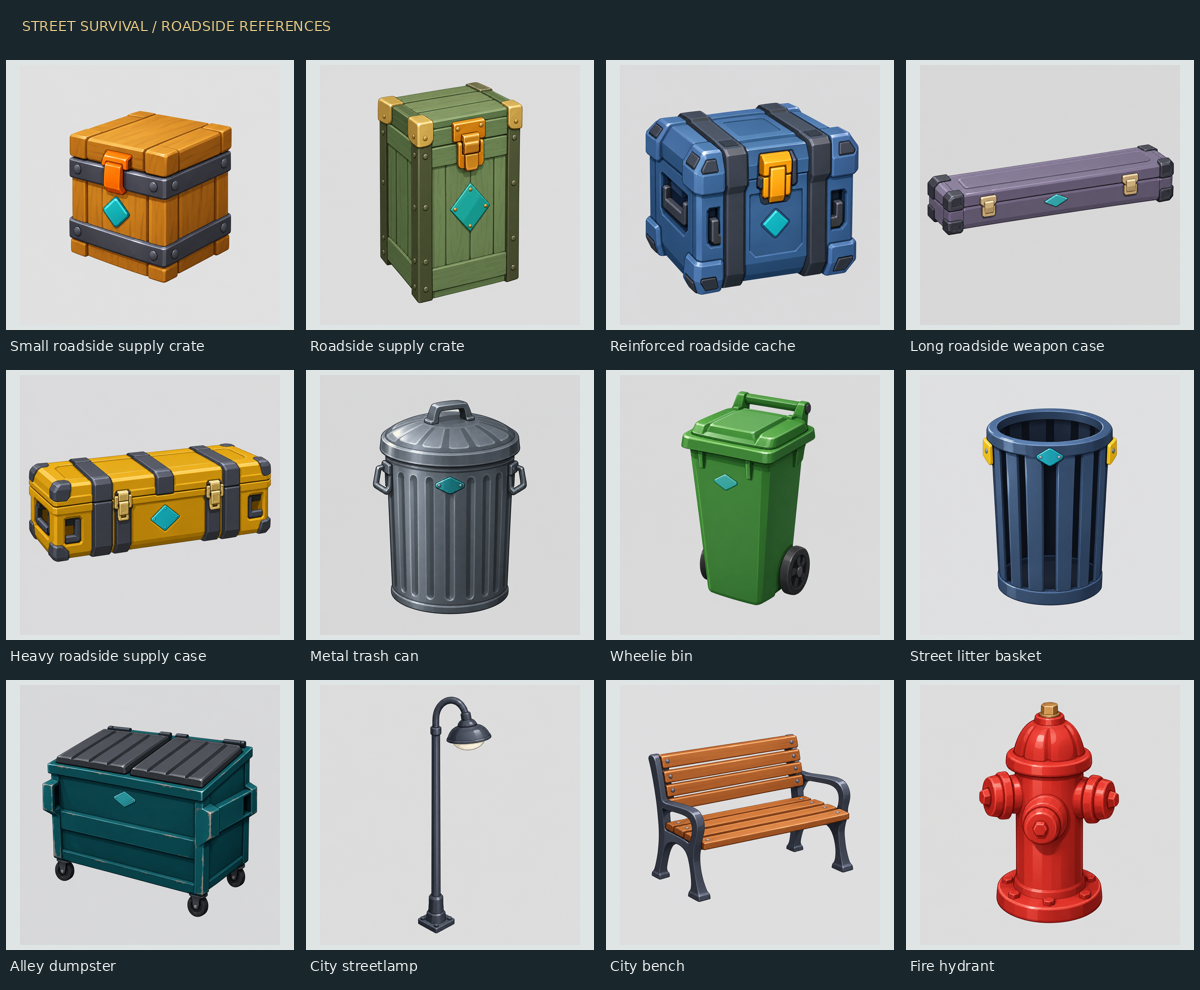 STREET SURVIVAL / ROADSIDE REFERENCES
Small roadside supply crate
Roadside supply crate
Reinforced roadside cache
Long roadside weapon case
Heavy roadside supply case
Metal trash can
Wheelie bin
Street litter basket
Alley dumpster
City streetlamp
City bench
Fire hydrant